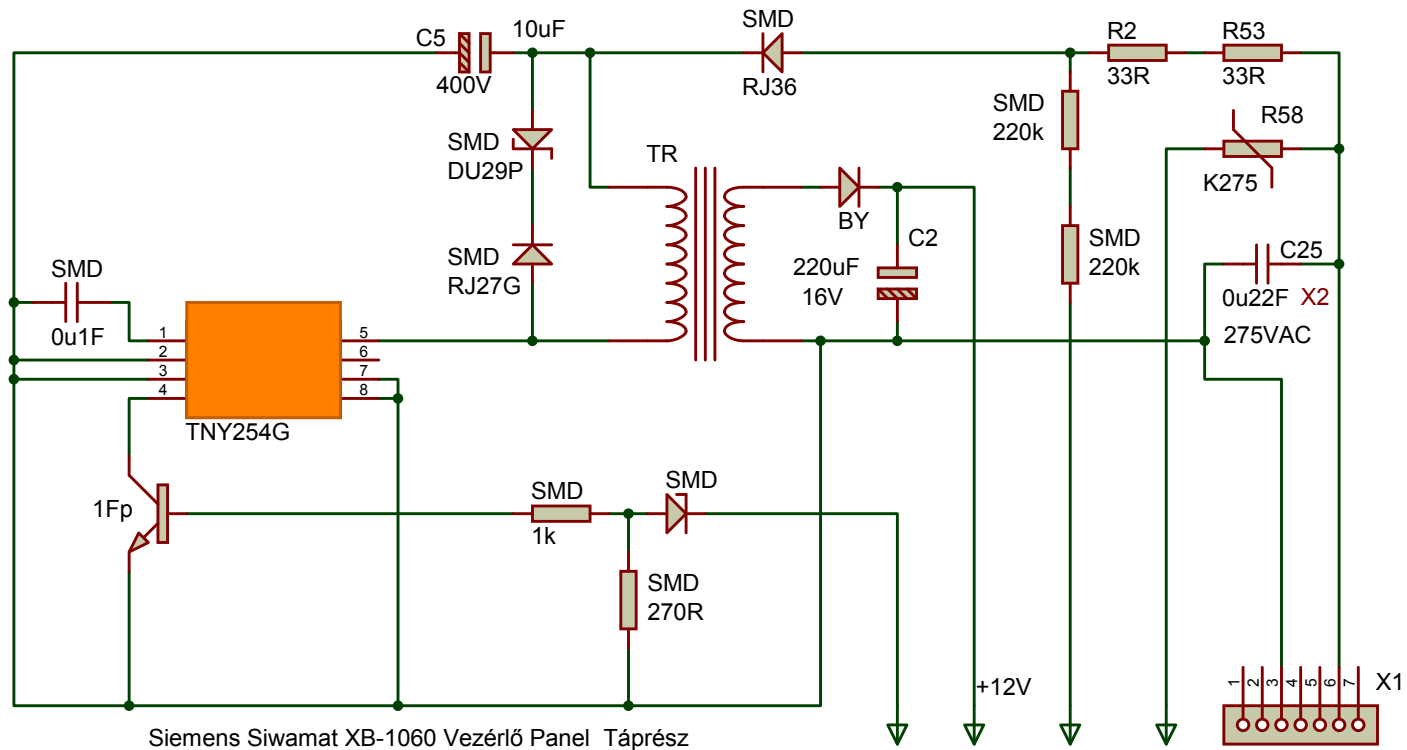 C5
10uF
400V
SMD
RJ36
R2
33R
R53
33R
SMD
220k
R58
K275
SMD
DU29P
TR
SMD
RJ27G
BY
C2
220uF
16V
SMD
220k
C25
0u22F X2
275VAC
SMD
0u1F
1
2
3
4
5
6
7
8
TNY254G
1Fp
SMD
1k
SMD
SMD
270R
+12V
1
2
3
4
5
6
7
X1
Siemens Siwamat XB-1060 Vezérlő Panel Táprész